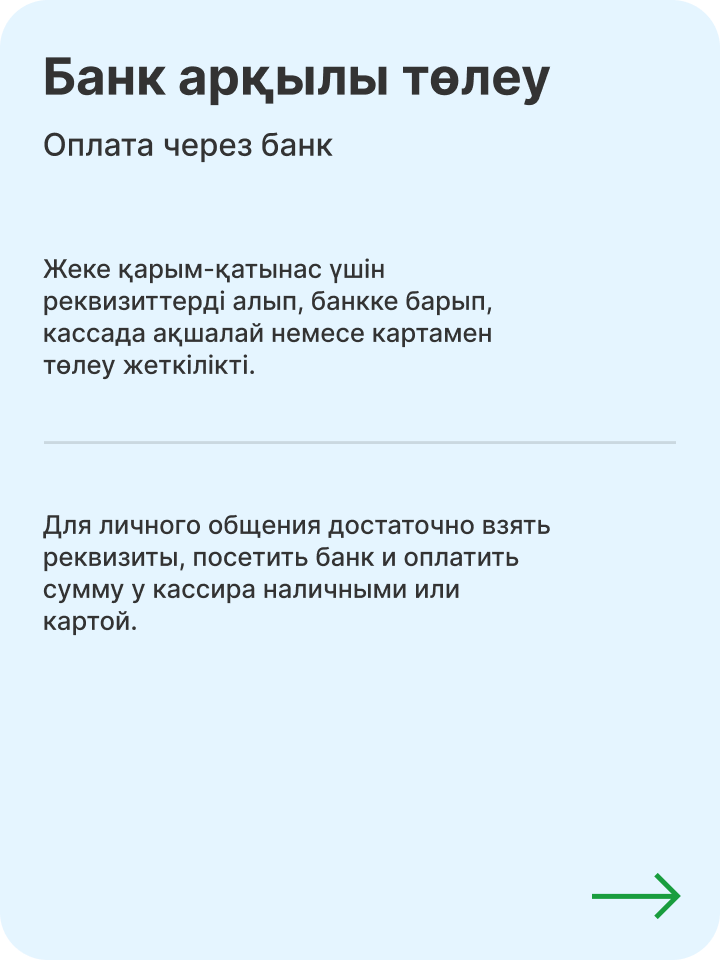 Банк арқылы төлеу
Оплата через банк
Жеке қарым-қатынас үшін
реквизиттерді алып, банкке барып,
кассада ақшалай немесе картамен
төлеу жеткілікті.
Для личного общения достаточно взять
реквизиты, посетить банк и оплатить
сумму у кассира наличными или
картой.